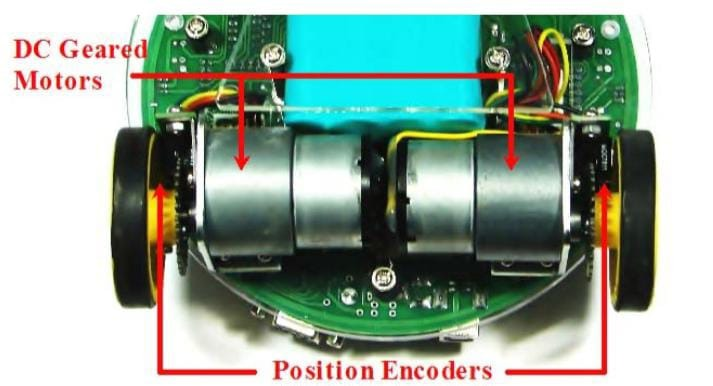 DC Geared
Motors
Position Encoders